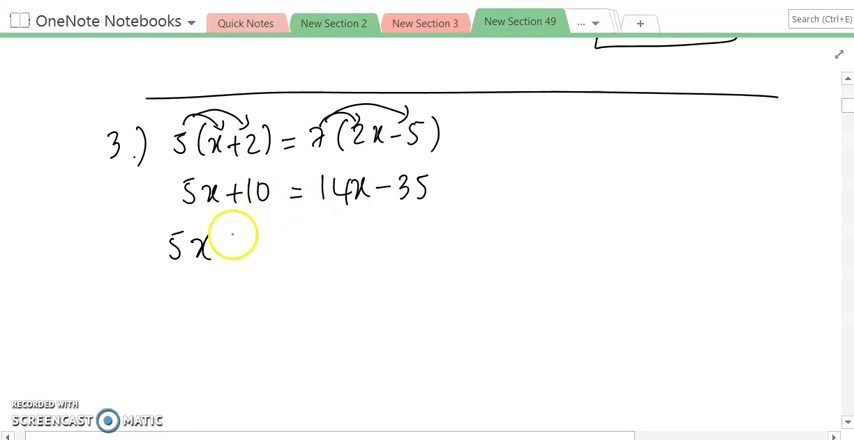 OneNote Notebooks Quick Notes New Section 2 New Section 3 New Section 49 ... Search (Ctrl+E)
3.) 5(x+2) = 7(2x-5)
5x+10 = 14x-35
5x
RECORDED WITH
SCREENCAST MATIC